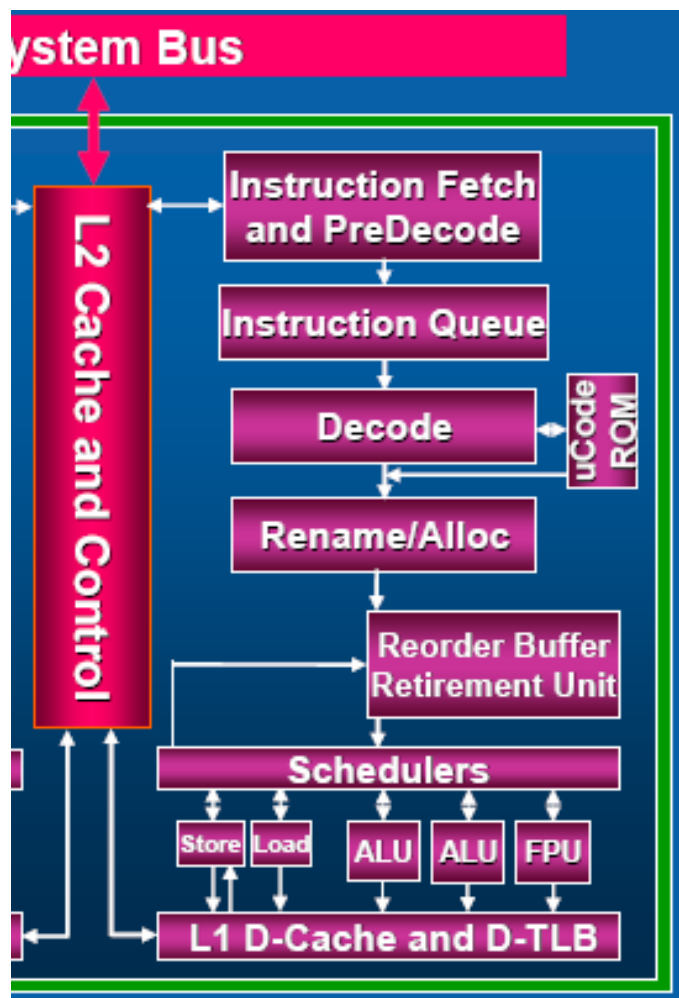 ystem Bus
L2 Cache and Control
Instruction Fetch
and PreDecode
Instruction Queue
Decode
uCode
ROM
Rename/Alloc
Reorder Buffer
Retirement Unit
Schedulers
Store
Load
ALU
ALU
FPU
L1 D-Cache and D-TLB